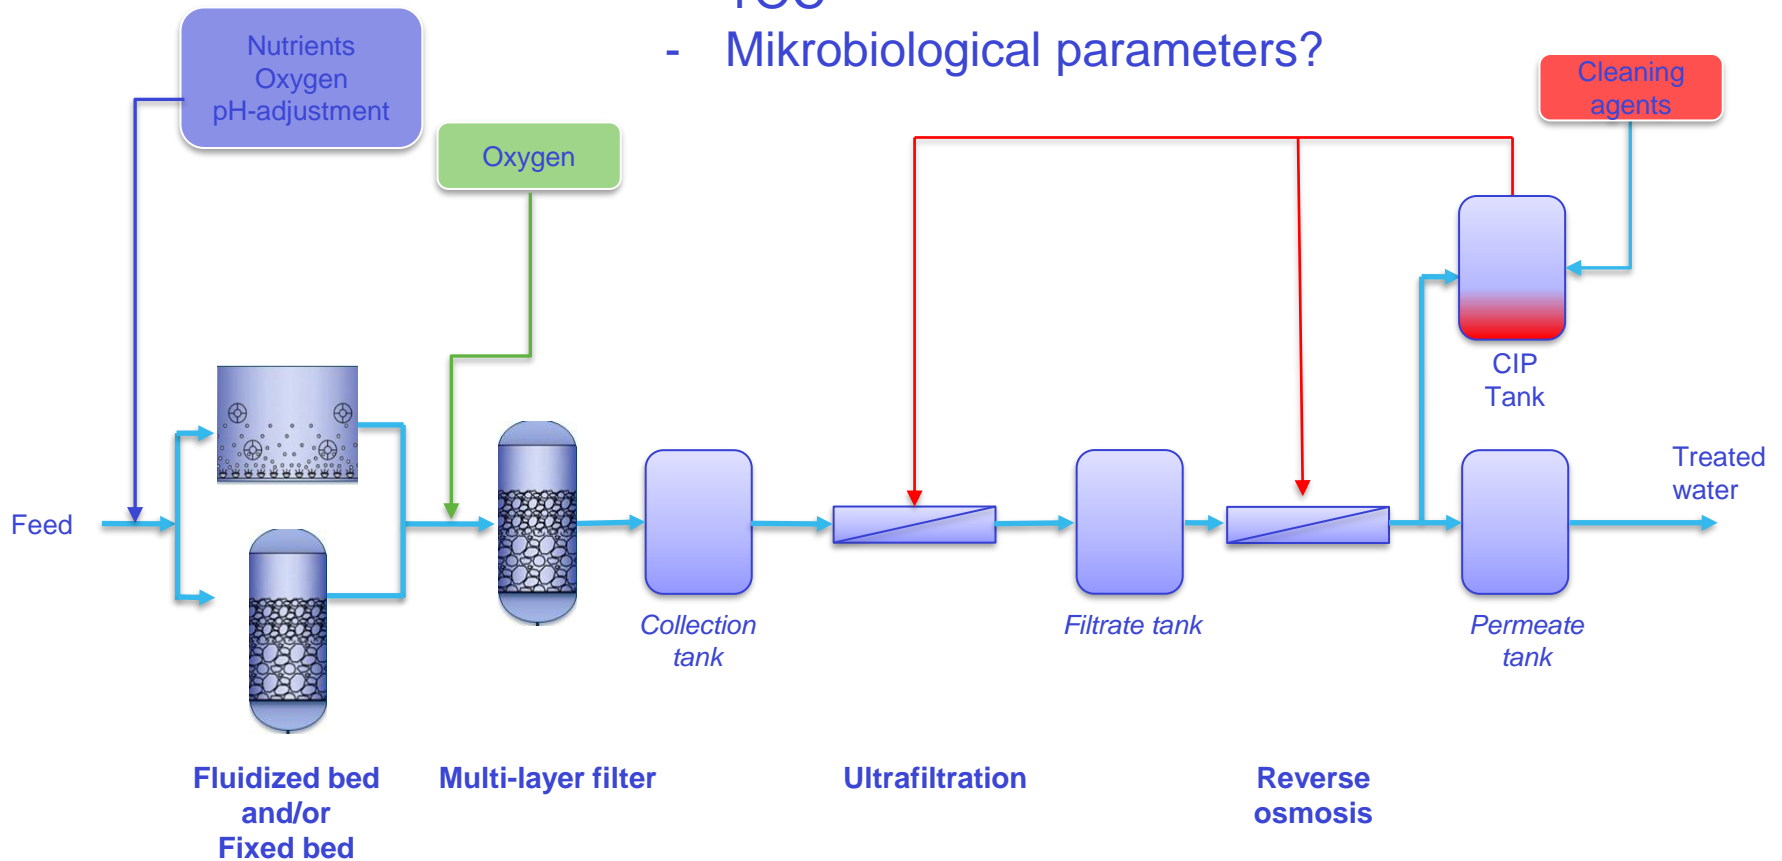 - Mikrobiological parameters?
Nutrients
Oxygen
pH-adjustment
Cleaning
agents
Oxygen
CIP
Tank
Treated
water
Feed
Collection
tank
Filtrate tank
Permeate
tank
Fluidized bed
and/or
Fixed bed
Multi-layer filter
Ultrafiltration
Reverse
osmosis